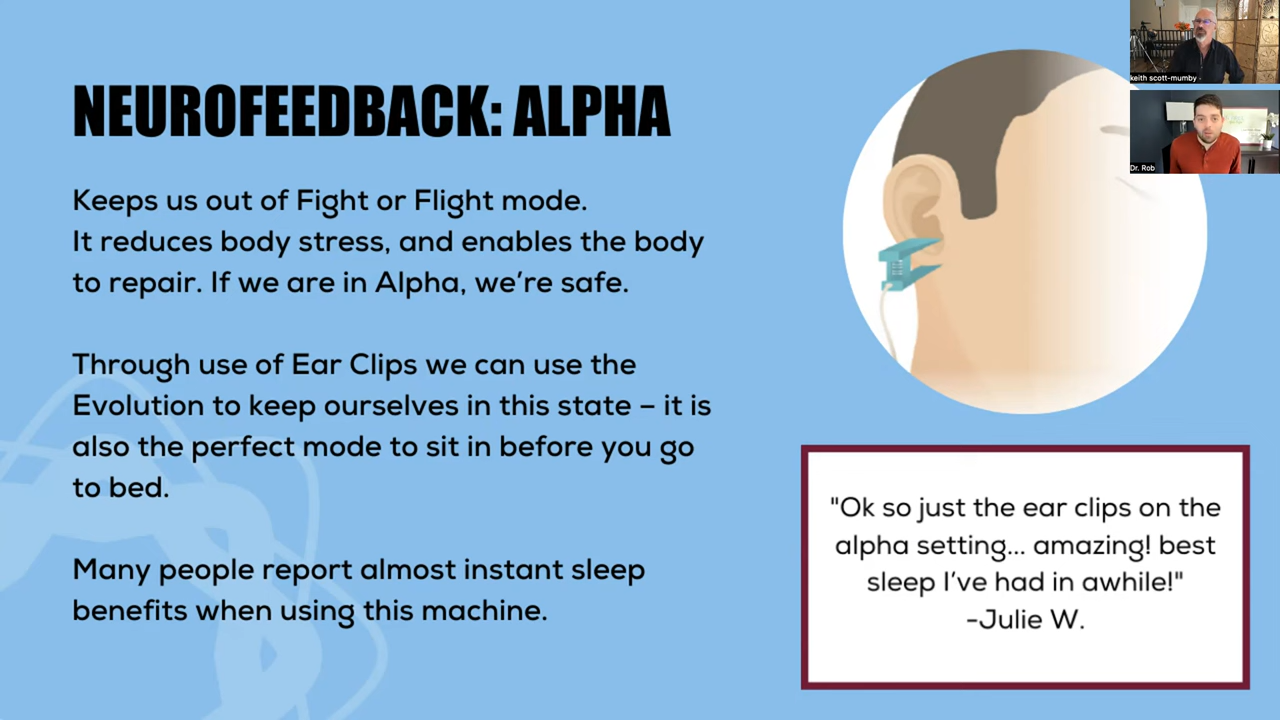 NEUROFEEDBACK: ALPHA
Keeps us out of Fight or Flight mode.
It reduces body stress, and enables the body
to repair. If we are in Alpha, we’re safe.
Through use of Ear Clips we can use the
Evolution to keep ourselves in this state – it is
also the perfect mode to sit in before you go
to bed.
Many people report almost instant sleep
benefits when using this machine.
"Ok so just the ear clips on the
alpha setting... amazing! best
sleep I’ve had in awhile!"
-Julie W.
keith scott-mumby
Dr. Rob